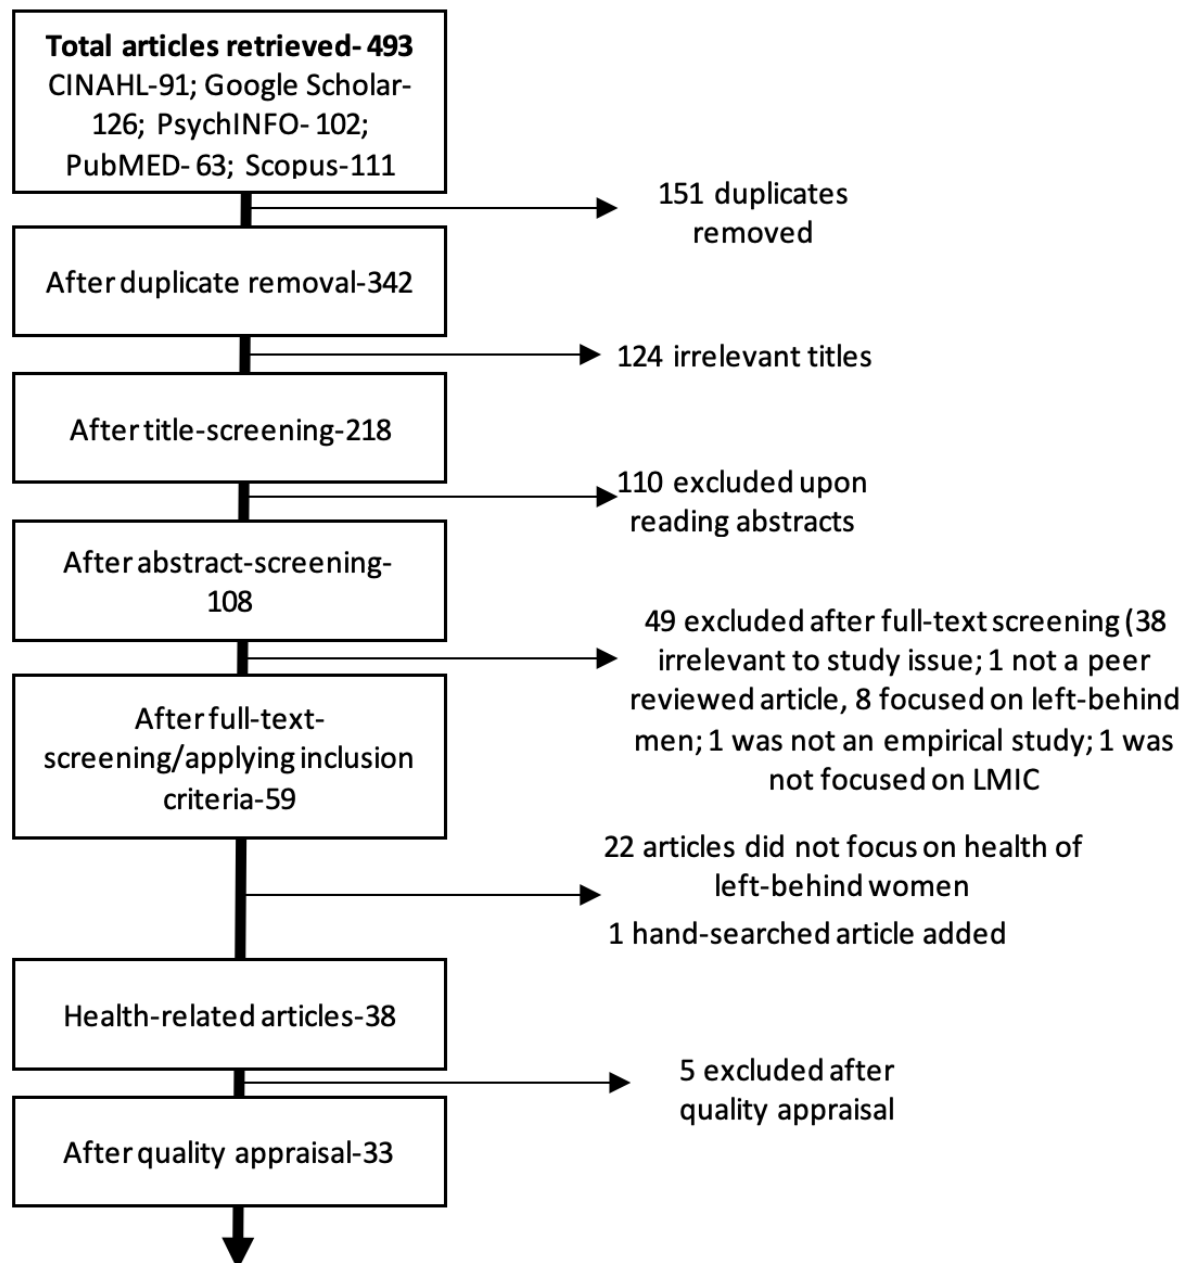 Total articles retrieved- 493
CINAHL-91; Google Scholar-
126; PsychINFO- 102;
PubMED- 63; Scopus-111
151 duplicates
removed
After duplicate removal-342
124 irrelevant titles
After title-screening-218
110 excluded upon
reading abstracts
After abstract-screening-
108
49 excluded after full-text screening (38
irrelevant to study issue; 1 not a peer
reviewed article, 8 focused on left-behind
men; 1 was not an empirical study; 1 was
not focused on LMIC
After full-text-
screening/applying inclusion
criteria-59
22 articles did not focus on health of
left-behind women
1 hand-searched article added
Health-related articles-38
5 excluded after
quality appraisal
After quality appraisal-33